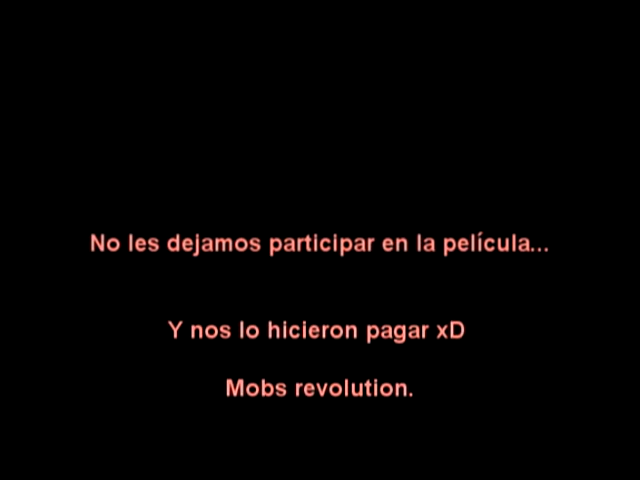 No les dejamos participar en la película...
Y nos lo hicieron pagar xD
Mobs revolution.